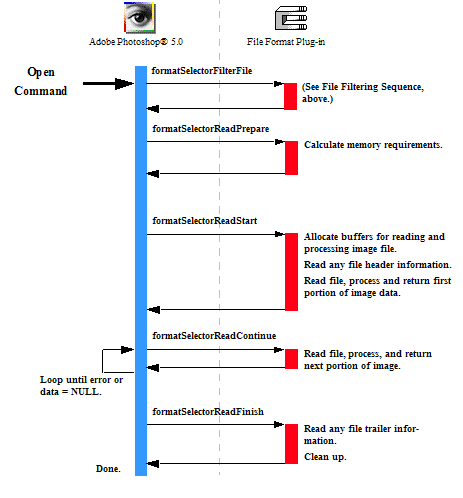 Adobe Photoshop® 5.0
File Format Plug-in
Open
Command
formatSelectorFilterFile
(See File Filtering Sequence,
above.)
formatSelectorReadPrepare
Calculate memory requirements.
formatSelectorReadStart
Allocate buffers for reading and
processing image file.
Read any file header information.
Read file, process and return first
portion of image data.
formatSelectorReadContinue
Read file, process, and return
next portion of image.
Loop until error or
data = NULL.
formatSelectorReadFinish
Read any file trailer infor-
mation.
Clean up.
Done.